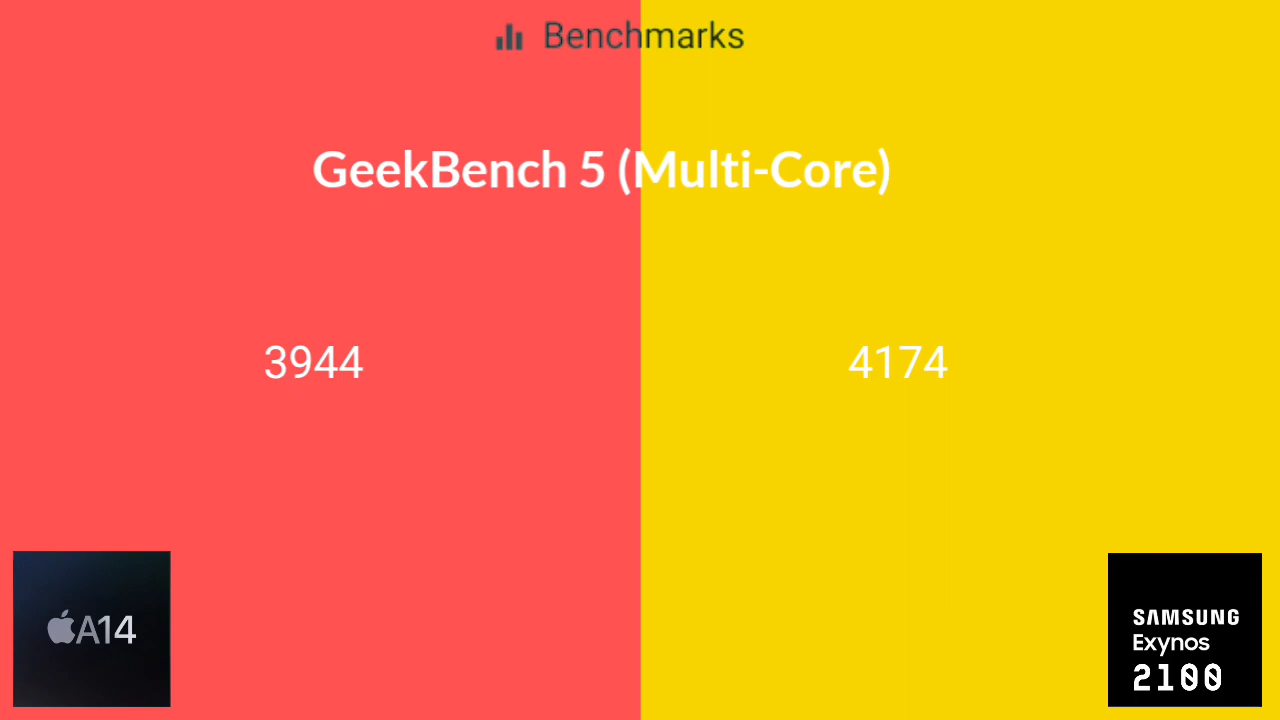 Benchmarks
GeekBench 5 (Multi-Core)
3944
4174
A14
SAMSUNG
Exynos
2100